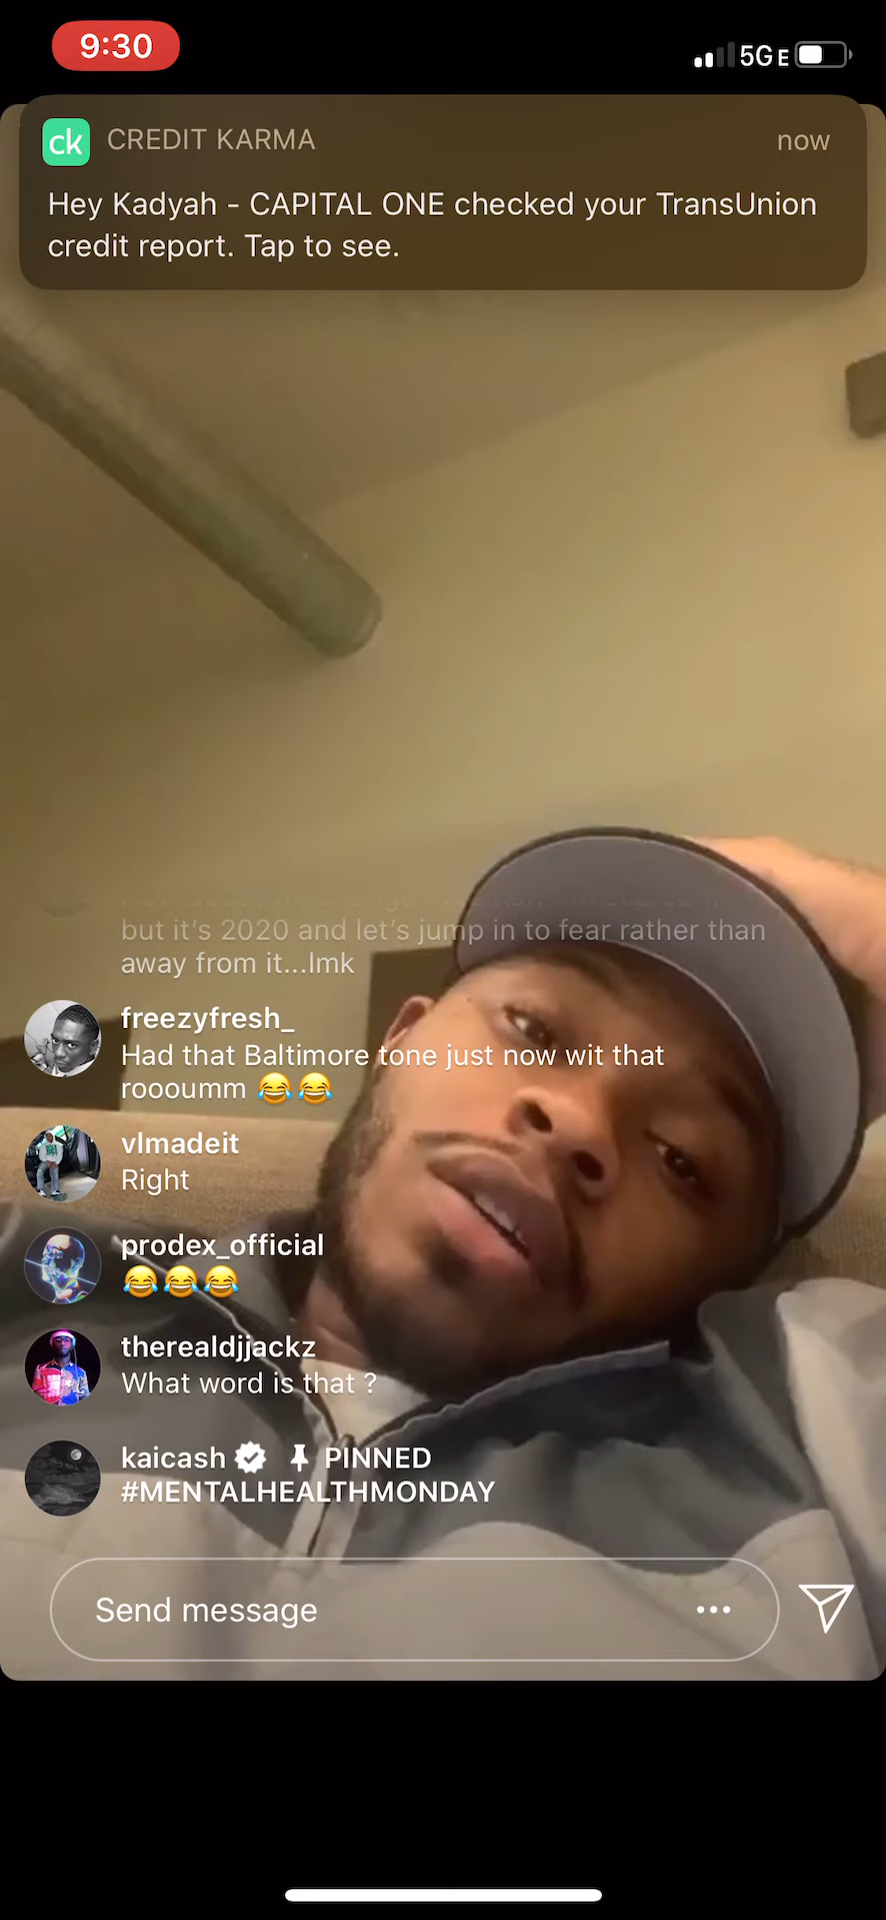 9:30
5GE
ck CREDIT KARMA now
Hey Kadyah - CAPITAL ONE checked your TransUnion
credit report. Tap to see.
but it's 2020 and let's jump in to fear rather than
away from it...lmk
freezyfresh_
Had that Baltimore tone just now wit that
roooumm 😂😂
vlmadeit
Right
prodex_official
😂😂😂
therealdjjackz
What word is that ?
kaicash PINNED
#MENTALHEALTHMONDAY
Send message